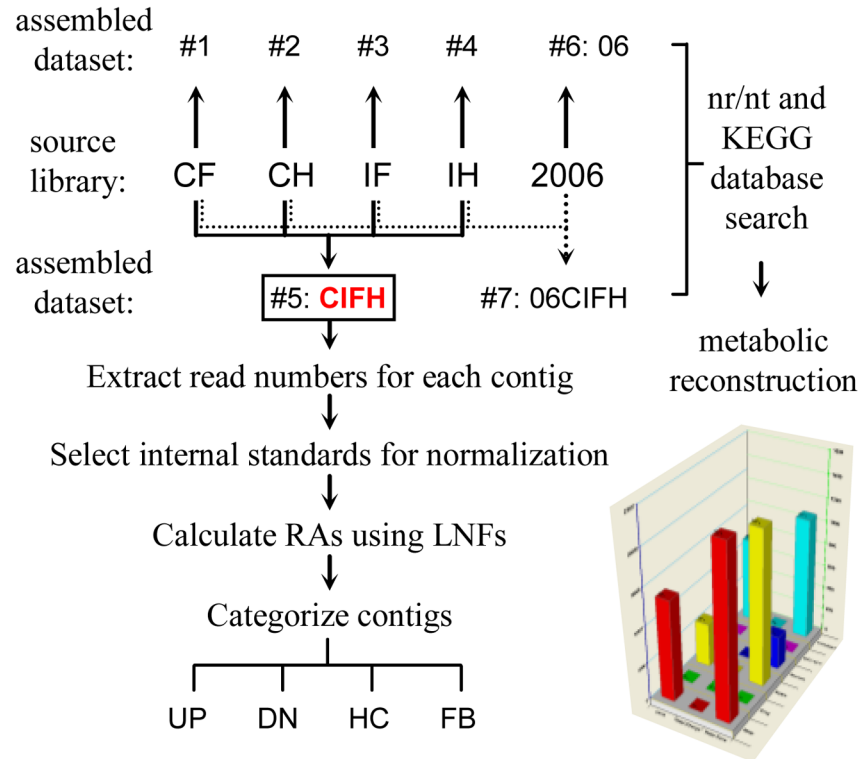 assembled
dataset:
#1 #2 #3 #4 #6: 06
nr/nt and
KEGG
database
search
source
library:
CF CH IF IH 2006
assembled
dataset:
#5: CIFH
#7: 06CIFH
metabolic
reconstruction
Extract read numbers for each contig
Select internal standards for normalization
Calculate RAs using LNFs
Categorize contigs
UP DN HC FB